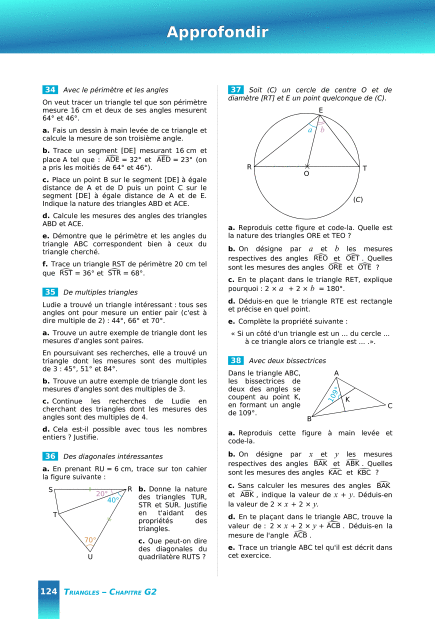 Approfondir
34 Avec le périmètre et les angles
On veut tracer un triangle tel que son périmètre
mesure 16 cm et deux de ses angles mesurent
64° et 46°.
a. Fais un dessin à main levée de ce triangle et
calcule la mesure de son troisième angle.
b. Trace un segment [DE] mesurant 16 cm et
place A tel que : ADE = 32° et AED = 23° (on
a pris les moitiés de 64° et 46°).
c. Place un point B sur le segment [DE] à égale
distance de A et de D puis un point C sur le
segment [DE] à égale distance de A et de E.
Indique la nature des triangles ABD et ACE.
d. Calcule les mesures des angles des triangles
ABD et ACE.
e. Démontre que le périmètre et les angles du
triangle ABC correspondent bien à ceux du
triangle cherché.
f. Trace un triangle RST de périmètre 20 cm tel
que RST = 36° et STR = 68°.
35 De multiples triangles
Ludie a trouvé un triangle intéressant : tous ses
angles ont pour mesure un entier pair (c'est à
dire multiple de 2) : 44°, 66° et 70°.
a. Trouve un autre exemple de triangle dont les
mesures d'angles sont paires.
En poursuivant ses recherches, elle a trouvé un
triangle dont les mesures sont des multiples
de 3 : 45°, 51° et 84°.
b. Trouve un autre exemple de triangle dont les
mesures d'angles sont des multiples de 3.
c. Continue les recherches de Ludie en
cherchant des triangles dont les mesures des
angles sont des multiples de 4.
d. Cela est-il possible avec tous les nombres
entiers ? Justifie.
36 Des diagonales intéressantes
a. En prenant RU = 6 cm, trace sur ton cahier
la figure suivante :
S
R
20°
40°
T
70°
U
b. Donne la nature
des triangles TUR,
STR et SUR. Justifie
en t'aidant des
propriétés des
triangles.
c. Que peut-on dire
des diagonales du
quadrilatère RUTS ?
37 Soit (C) un cercle de centre O et de
diamètre [RT] et E un point quelconque de (C).
E
a b
R
O
T
(C)
a. Reproduis cette figure et code-la. Quelle est
la nature des triangles ORE et TEO ?
b. On désigne par a et b les mesures
respectives des angles REO et OET . Quelles
sont les mesures des angles ORE et OTE ?
c. En te plaçant dans le triangle RET, explique
pourquoi : 2 × a + 2 × b = 180°.
d. Déduis-en que le triangle RTE est rectangle
et précise en quel point.
e. Complète la propriété suivante :
« Si un côté d'un triangle est un ... du cercle ...
à ce triangle alors ce triangle est ... .».
38 Avec deux bissectrices
Dans le triangle ABC,
les bissectrices de
deux des angles se
coupent au point K,
en formant un angle
de 109°.
A
109°
K
C
B
a. Reproduis cette figure à main levée et
code-la.
b. On désigne par x et y les mesures
respectives des angles BAK et ABK . Quelles
sont les mesures des angles KAC et KBC ?
c. Sans calculer les mesures des angles BAK
et ABK , indique la valeur de x + y. Déduis-en
la valeur de 2 × x + 2 × y.
d. En te plaçant dans le triangle ABC, trouve la
valeur de : 2 × x + 2 × y + ACB . Déduis-en la
mesure de l'angle ACB .
e. Trace un triangle ABC tel qu'il est décrit dans
cet exercice.
124 TRIANGLES – CHAPITRE G2